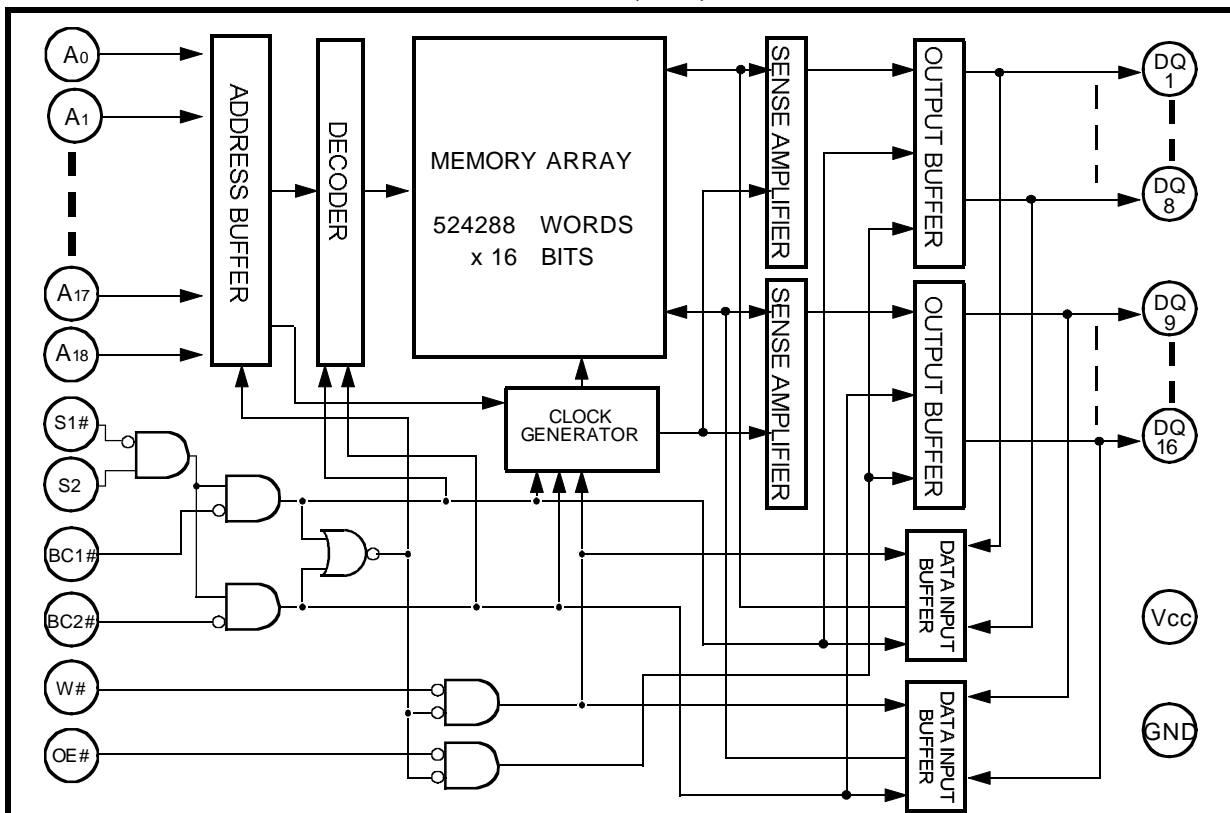 A0
A1
A17
A18
S1#
S2
BC1#
BC2#
W#
OE#
ADDRESS BUFFER
DECODER
MEMORY ARRAY
524288 WORDS
x 16 BITS
CLOCK
GENERATOR
SENSE AMPLIFIER
SENSE AMPLIFIER
OUTPUT BUFFER
OUTPUT BUFFER
DATA INPUT
BUFFER
DATA INPUT
BUFFER
DQ
1
DQ
8
DQ
9
DQ
16
Vcc
GND